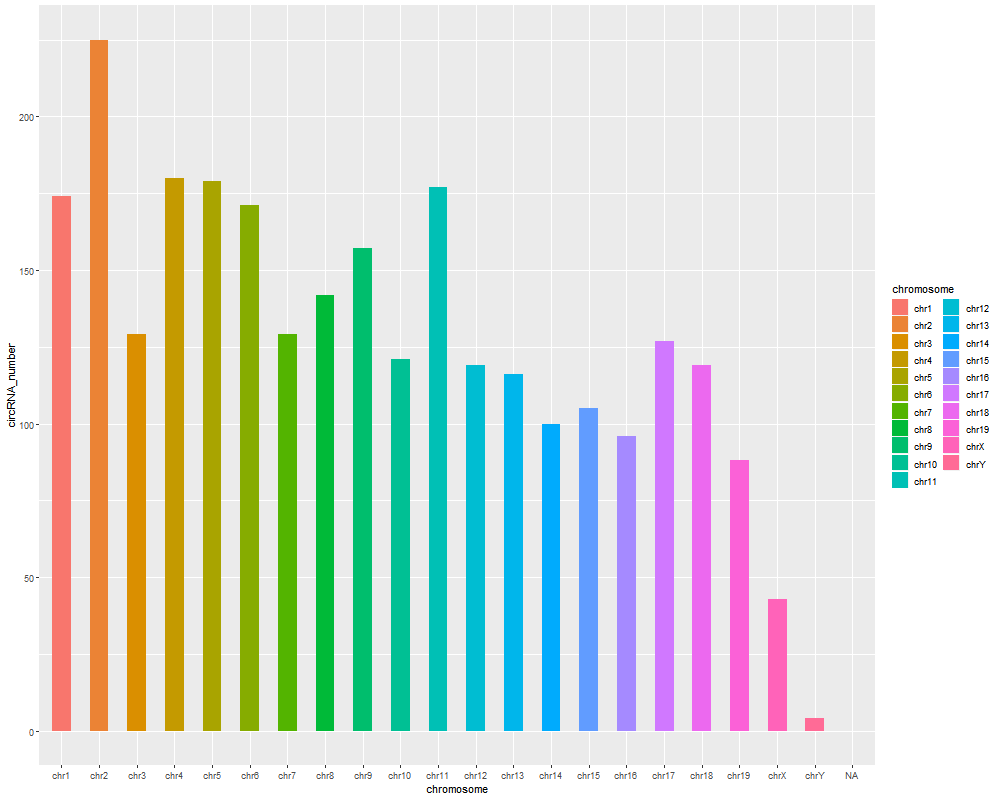 circRNA_number
200
150
100
50
0
chr1 chr2 chr3 chr4 chr5 chr6 chr7 chr8 chr9 chr10 chr11 chr12 chr13 chr14 chr15 chr16 chr17 chr18 chr19 chrX chrY NA
chromosome
chromosome
chr1 chr12
chr2 chr13
chr3 chr14
chr4 chr15
chr5 chr16
chr6 chr17
chr7 chr18
chr8 chr19
chr9 chrX
chr10 chrY
chr11